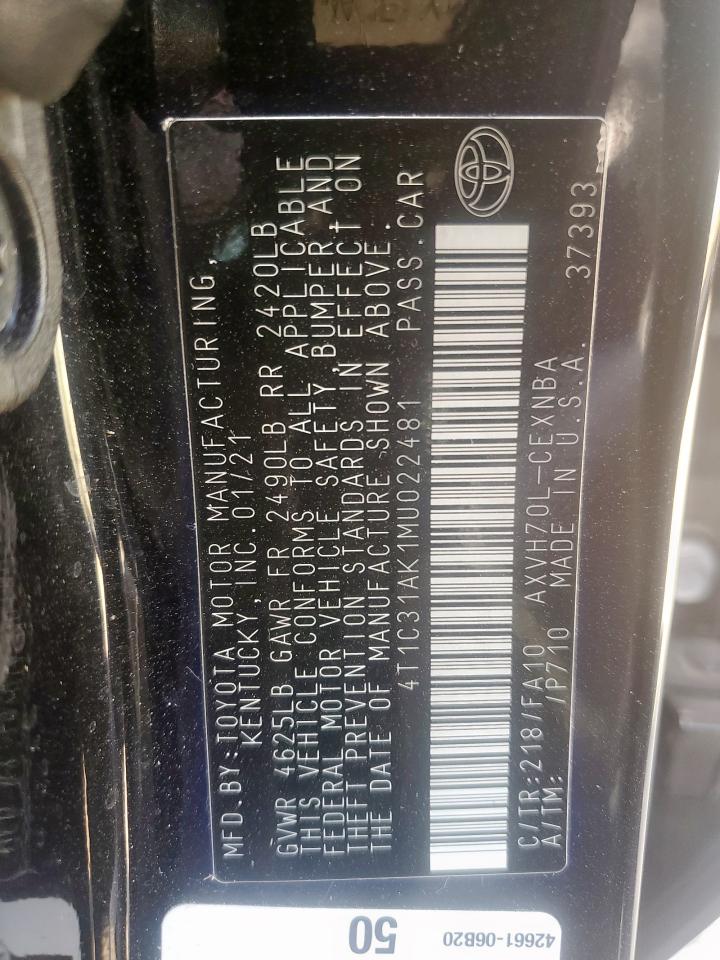 MFD.BY:TOYOTA MOTOR MANUFACTURING,
KENTUCKY, INC. 01/21
GVWR 4625LB GAWR FR 2490LB RR 2420LB
THIS VEHICLE CONFORMS TO ALL APPLICABLE
FEDERAL MOTOR VEHICLE SAFETY, BUMPER, AND
THEFT PREVENTION STANDARDS IN EFFECT ON
THE DATE OF MANUFACTURE SHOWN ABOVE.
4T1C31AK1MU022481 PASS.CAR
C/TR:218/FA10 AXVH70L-CEXNBA
A/TM: /P710 MADE IN U.S.A. 37393
50
42661-06B20